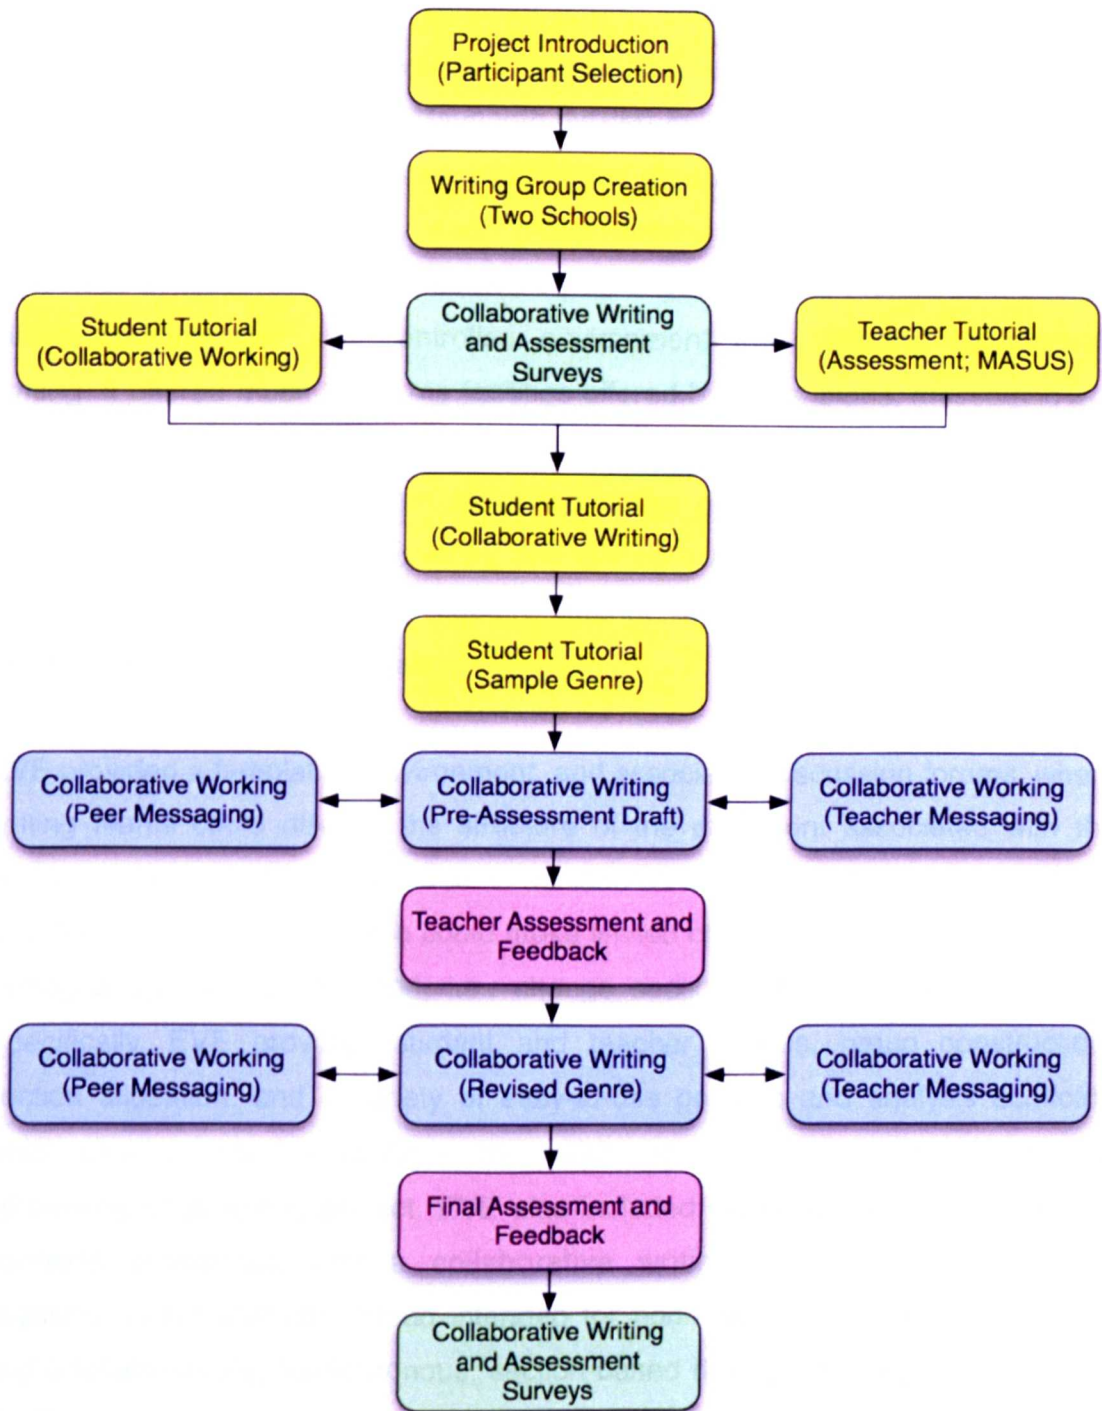 Project Introduction
(Participant Selection)
Writing Group Creation
(Two Schools)
Student Tutorial
(Collaborative Working)
Collaborative Writing
and Assessment
Surveys
Teacher Tutorial
(Assessment; MASUS)
Student Tutorial
(Collaborative Writing)
Student Tutorial
(Sample Genre)
Collaborative Working
(Peer Messaging)
Collaborative Writing
(Pre-Assessment Draft)
Collaborative Working
(Teacher Messaging)
Teacher Assessment and
Feedback
Collaborative Working
(Peer Messaging)
Collaborative Writing
(Revised Genre)
Collaborative Working
(Teacher Messaging)
Final Assessment and
Feedback
Collaborative Writing
and Assessment
Surveys